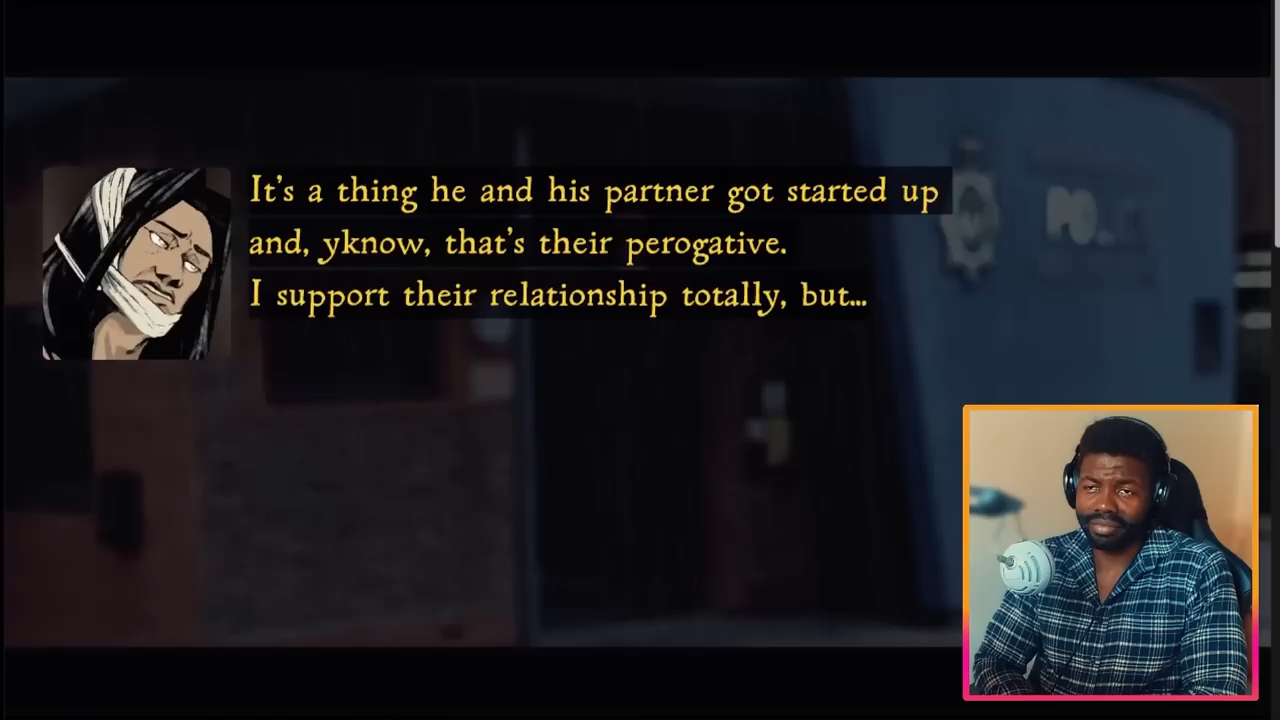 It's a thing he and his partner got started up
and, yknow, that's their perogative.
I support their relationship totally, but...